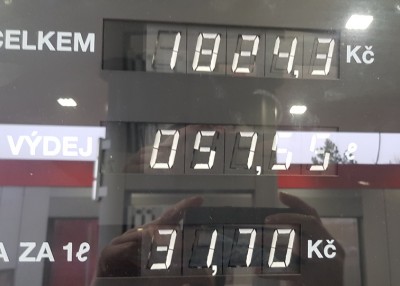 CELKEM 1824,3 Kč
VÝDEJ 057,55 ℓ
A ZA 1ℓ 31,70 Kč